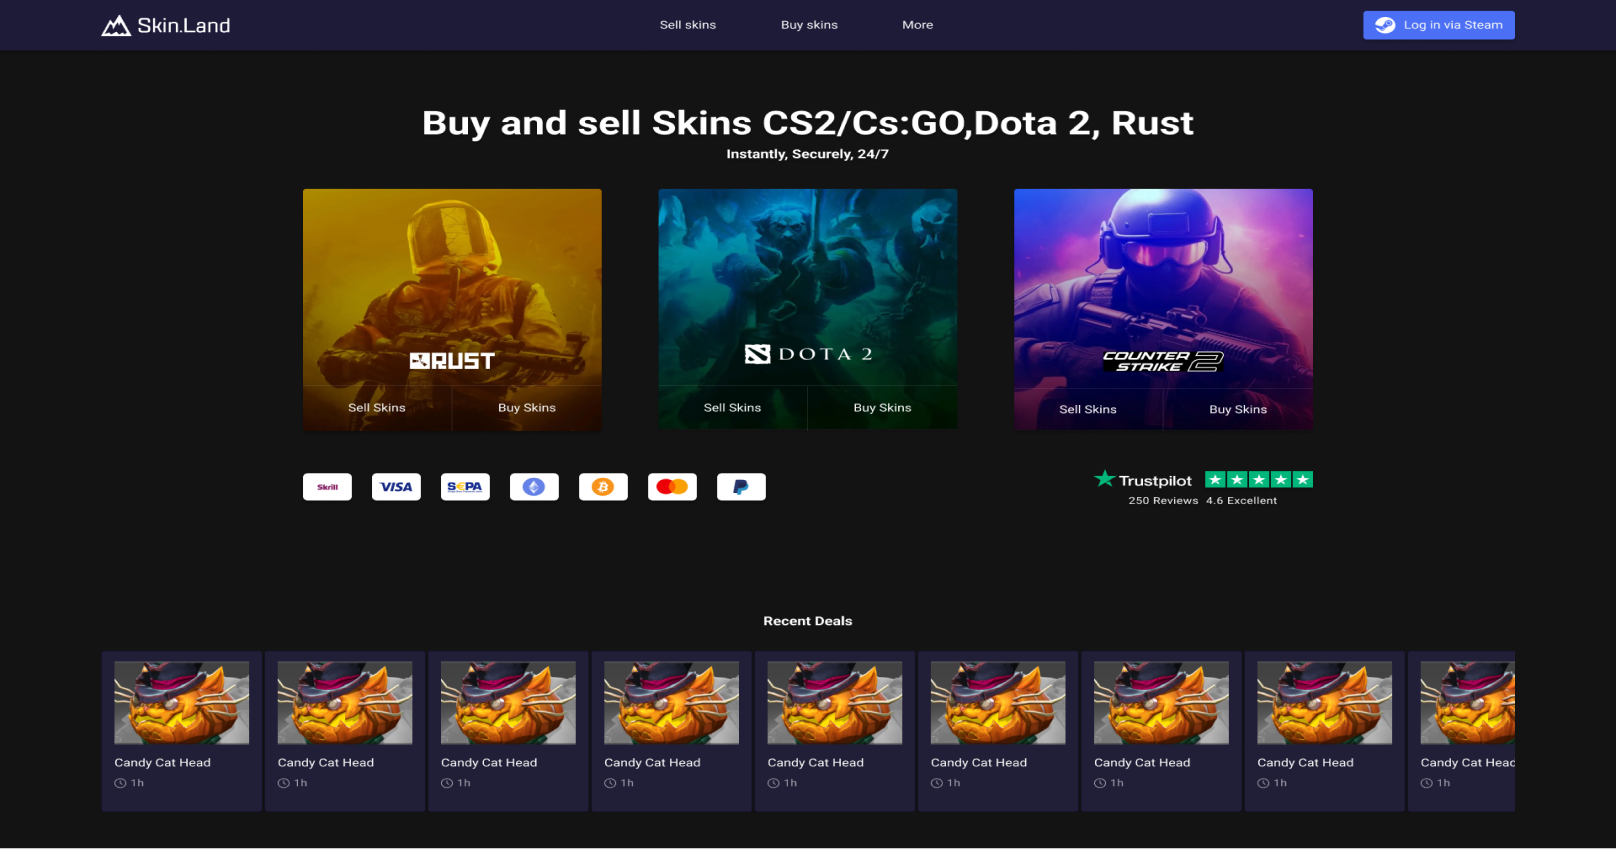 Skin.Land
Sell skins
Buy skins
More
Log in via Steam
Buy and sell Skins CS2/Cs:GO,Dota 2, Rust
Instantly, Securely, 24/7
RUST
Sell Skins
Buy Skins
DOTA 2
Sell Skins
Buy Skins
COUNTER
STRIKE 2
Sell Skins
Buy Skins
Skrill
VISA
S€PA
Trustpilot
250 Reviews 4.6 Excellent
Recent Deals
Candy Cat Head
1h
Candy Cat Head
1h
Candy Cat Head
1h
Candy Cat Head
1h
Candy Cat Head
1h
Candy Cat Head
1h
Candy Cat Head
1h
Candy Cat Head
1h
Candy Cat Head
1h